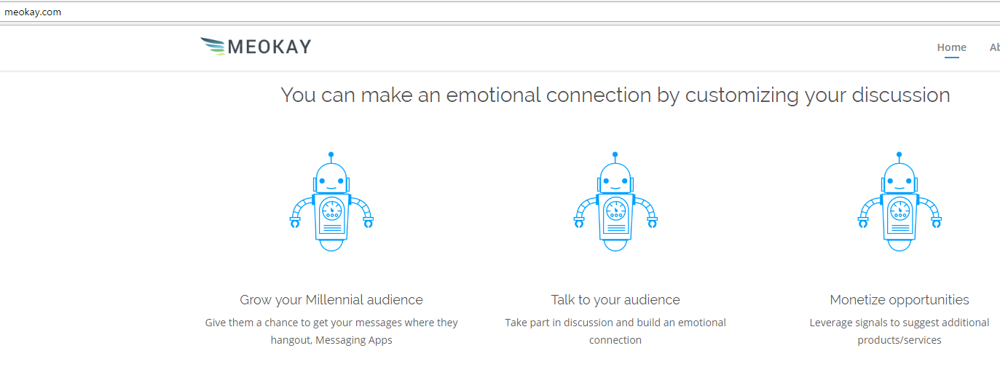 meokay.com
MEOKAY
Home
Ab
You can make an emotional connection by customizing your discussion
Grow your Millennial audience
Give them a chance to get your messages where they
hangout, Messaging Apps
Talk to your audience
Take part in discussion and build an emotional
connection
Monetize opportunities
Leverage signals to suggest additional
products/services